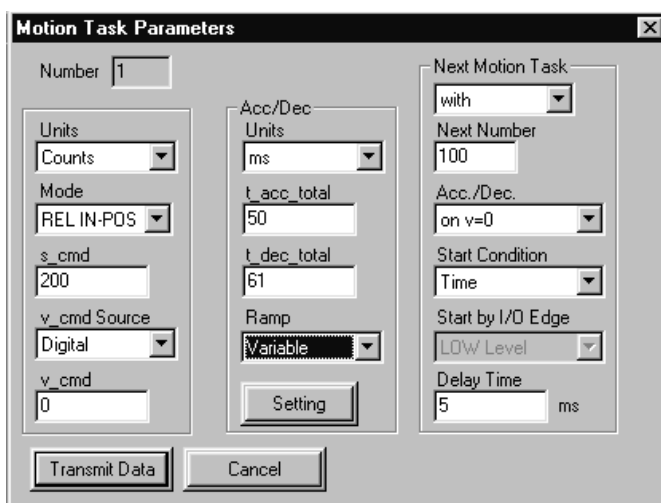 Motion Task Parameters
Number 1
Units
Counts
Mode
REL IN-POS
s_cmd
200
v_cmd Source
Digital
v_cmd
0
Acc/Dec
Units
ms
t_acc_total
50
t_dec_total
61
Ramp
Variable
Setting
Next Motion Task
with
Next Number
100
Acc./Dec.
on v=0
Start Condition
Time
Start by I/O Edge
LOW Level
Delay Time
5 ms
Transmit Data
Cancel